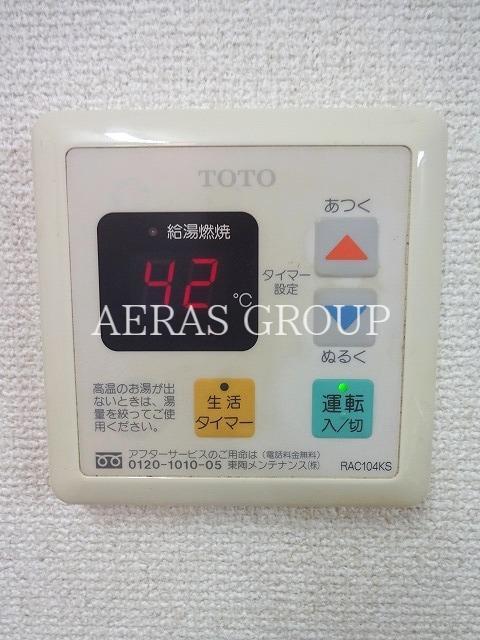 TOTO
あつく
給湯燃焼
42
℃
タイマー
設定
AERAS GROUP
ぬるく
高温のお湯が出
ないときは、湯
量を絞ってご使
用ください。
生活
タイマー
運転
入/切
アフターサービスのご用命は(電話料金無料)
0120-1010-05 東陶メンテナンス(株)
RAC104KS